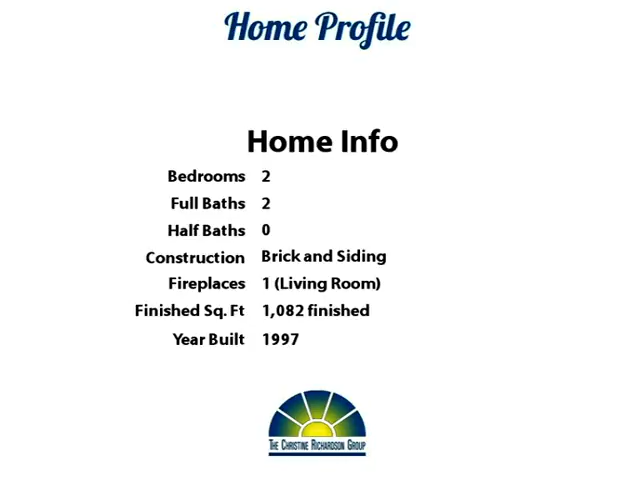 Home Profile
Home Info
Bedrooms 2
Full Baths 2
Half Baths 0
Construction Brick and Siding
Fireplaces 1 (Living Room)
Finished Sq. Ft 1,082 finished
Year Built 1997
The Christine Richardson Group